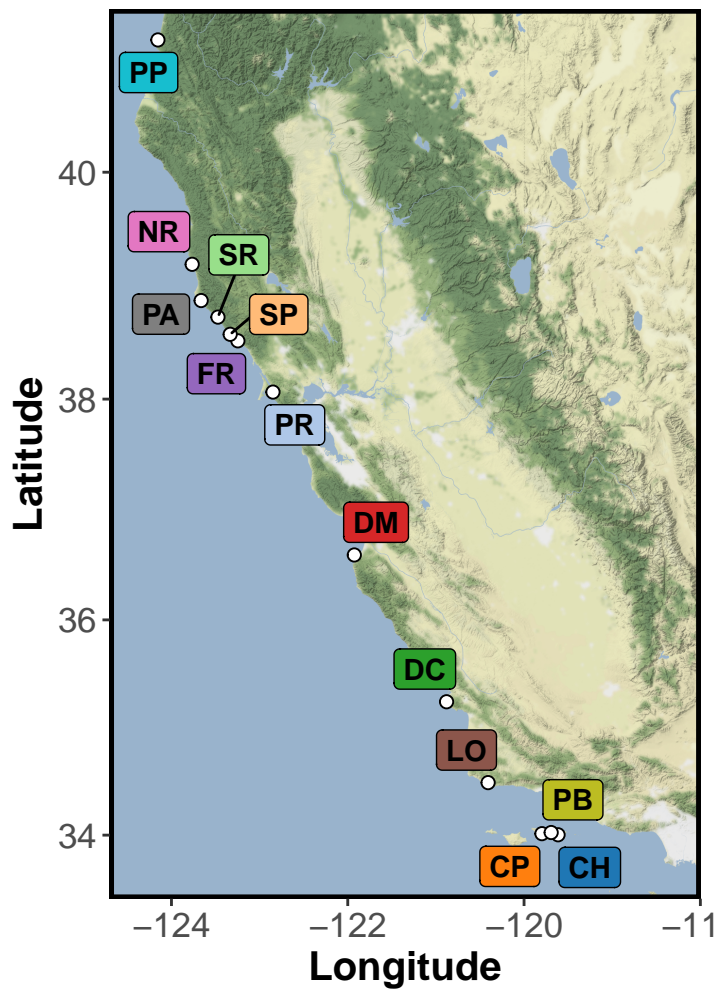 PP
40
NR
SR
PA
SP
FR
38
PR
Latitude
DM
36
DC
LO
PB
34
CP
CH
−124
−122
−120
−11
Longitude